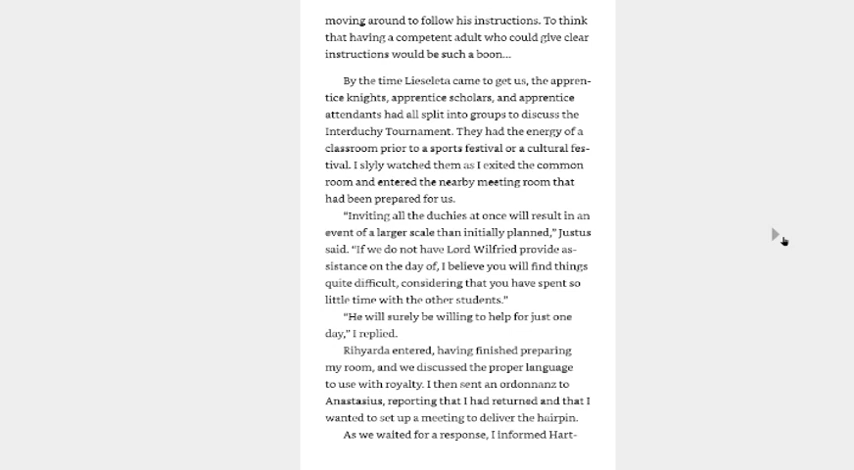 moving around to follow his instructions. To think
that having a competent adult who could give clear
instructions would be such a boon...
By the time Lieseleta came to get us, the appren-
tice knights, apprentice scholars, and apprentice
attendants had all split into groups to discuss the
Interduchy Tournament. They had the energy of a
classroom prior to a sports festival or a cultural fes-
tival. I slyly watched them as I exited the common
room and entered the nearby meeting room that
had been prepared for us.
“Inviting all the duchies at once will result in an
event of a larger scale than initially planned,” Justus
said. “If we do not have Lord Wilfried provide as-
sistance on the day of, I believe you will find things
quite difficult, considering that you have spent so
little time with the other students.”
“He will surely be willing to help for just one
day,” I replied.
Rihyarda entered, having finished preparing
my room, and we discussed the proper language
to use with royalty. I then sent an ordonnanz to
Anastasius, reporting that I had returned and that I
wanted to set up a meeting to deliver the hairpin.
As we waited for a response, I informed Hart-